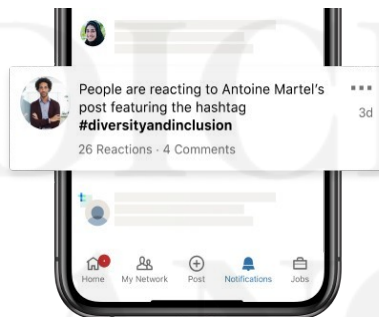 People are reacting to Antoine Martel's
post featuring the hashtag
#diversityandinclusion
3d
26 Reactions · 4 Comments
Home My Network Post Notifications Jobs